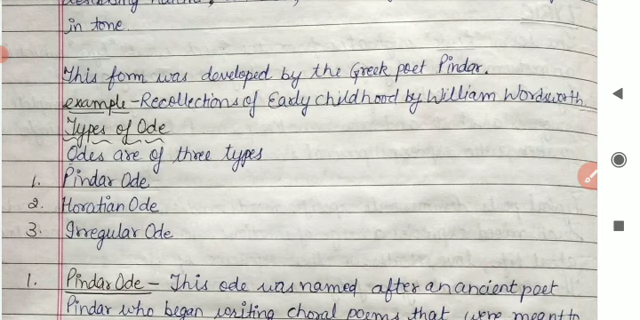 in tone.
This form was developed by the Greek poet Pindar.
example - Recollections of Early childhood by William Wordsworth
Types of Ode
Odes are of three types
1. Pindar Ode
2. Horatian Ode
3. Irregular Ode
1. Pindar Ode - This ode was named after an ancient poet
Pindar who began writing choral poems that were meant to